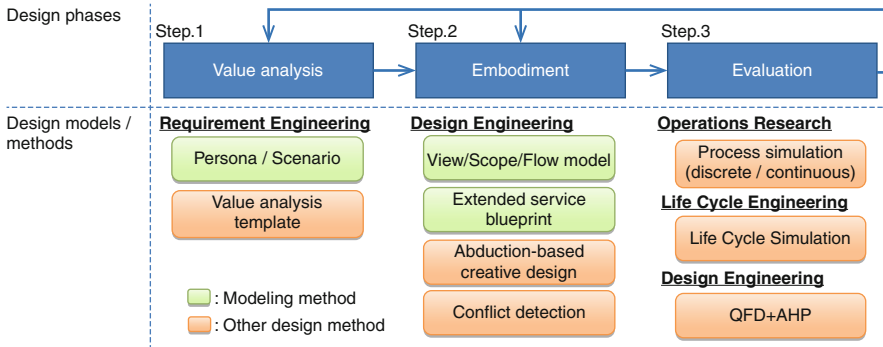 Design phases
Step.1
Step.2
Step.3
Value analysis
Embodiment
Evaluation
Design models /
methods
Requirement Engineering
Persona / Scenario
Value analysis
template
: Modeling method
: Other design method
Design Engineering
View/Scope/Flow model
Extended service
blueprint
Abduction-based
creative design
Conflict detection
Operations Research
Process simulation
(discrete / continuous)
Life Cycle Engineering
Life Cycle Simulation
Design Engineering
QFD+AHP